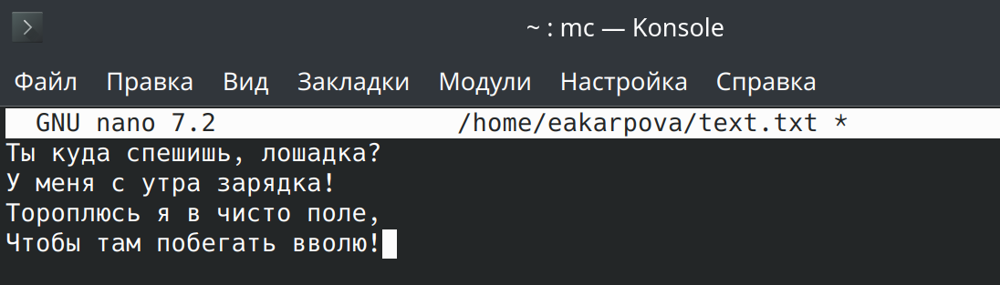 ~ : mc — Konsole
Файл Правка Вид Закладки Модули Настройка Справка
GNU nano 7.2 /home/eakarpova/text.txt *
Ты куда спешишь, лошадка?
У меня с утра зарядка!
Тороплюсь я в чисто поле,
Чтобы там побегать вволю!